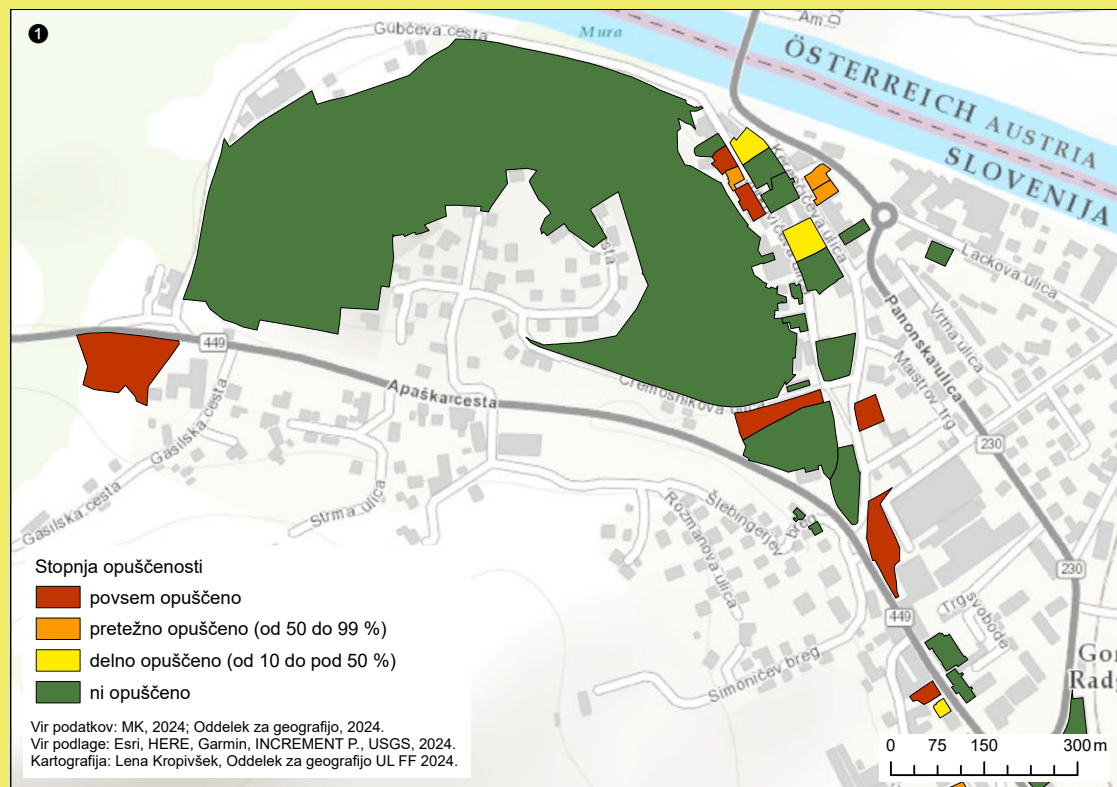 1
Gubčeva cesta
Mura
Am
ÖSTERREICH AUSTRIA
SLOVENIJA
Lackova ulica
Vrtna ulica
Panonska ulica
Maistrov trg
449
Apaška cesta
Gasilska cesta
Gasilska cesta
Strma ulica
Rozmanova ulica
Šlebingerjev breg
Simoničev breg
230
230
449
Trg svobode
Gor
Radg
Stopnja opuščenosti
povsem opuščeno
pretežno opuščeno (od 50 do 99 %)
delno opuščeno (od 10 do pod 50 %)
ni opuščeno
Vir podatkov: MK, 2024; Oddelek za geografijo, 2024.
Vir podlage: Esri, HERE, Garmin, INCREMENT P., USGS, 2024.
Kartografija: Lena Kropivšek, Oddelek za geografijo UL FF 2024.
0 75 150 300 m